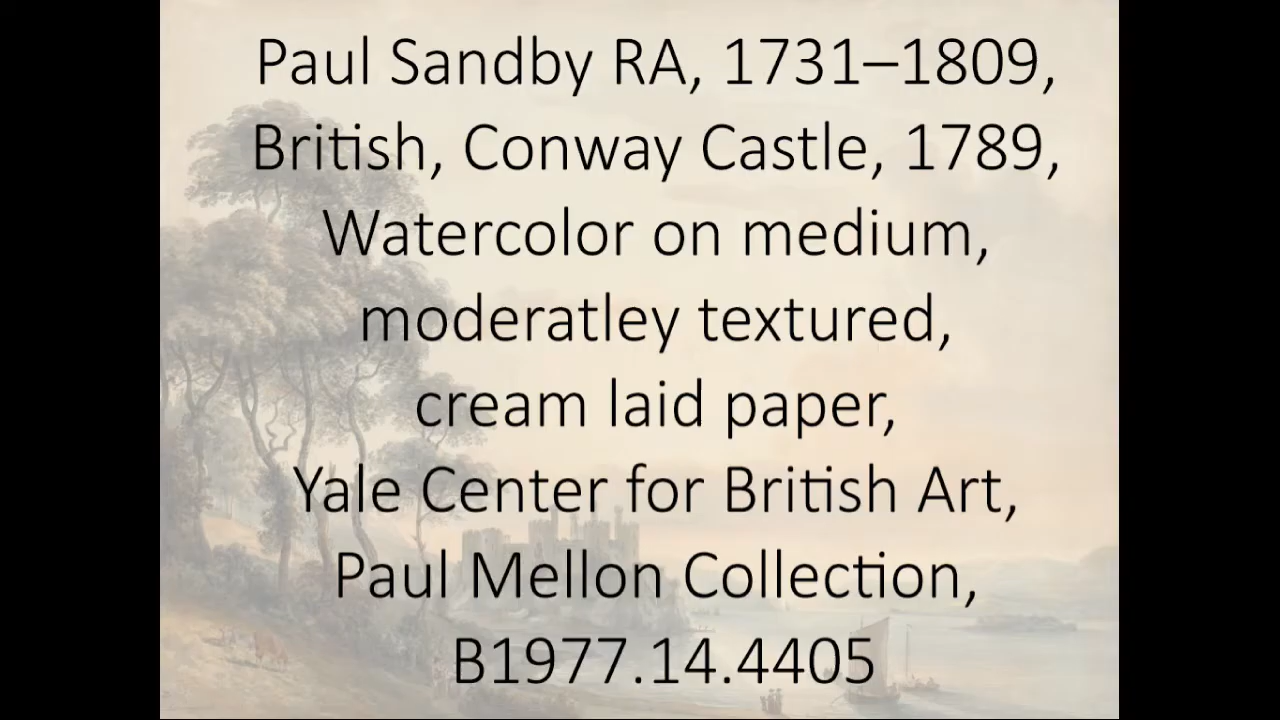 Paul Sandby RA, 1731–1809,
British, Conway Castle, 1789,
Watercolor on medium,
moderatley textured,
cream laid paper,
Yale Center for British Art,
Paul Mellon Collection,
B1977.14.4405